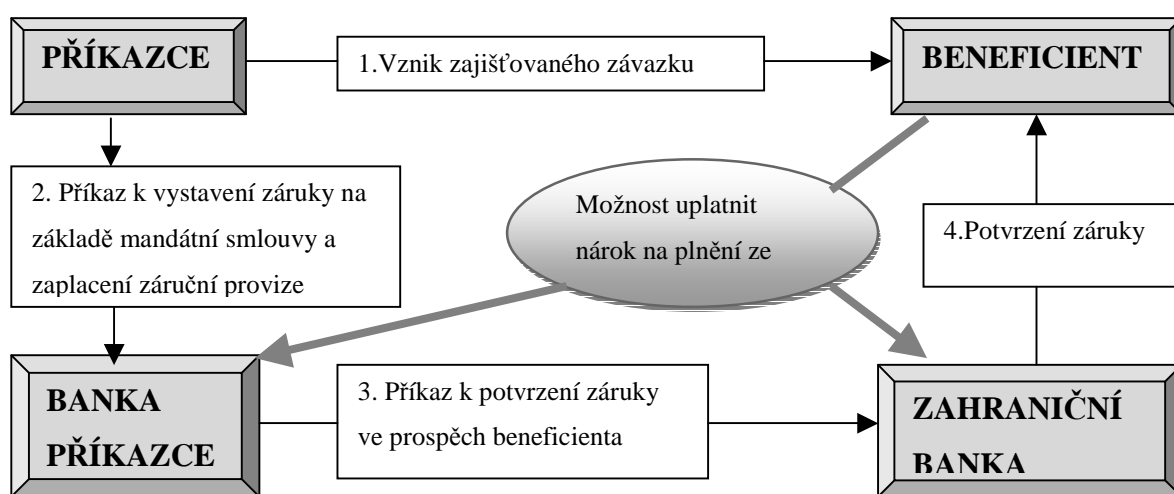 PŘÍKAZCE
1.Vznik zajišťovaného závazku
BENEFICIENT
2. Příkaz k vystavení záruky na
základě mandátní smlouvy a
zaplacení záruční provize
Možnost uplatnit
nárok na plnění ze
4.Potvrzení záruky
BANKA
PŘÍKAZCE
3. Příkaz k potvrzení záruky
ve prospěch beneficienta
ZAHRANIČNÍ
BANKA